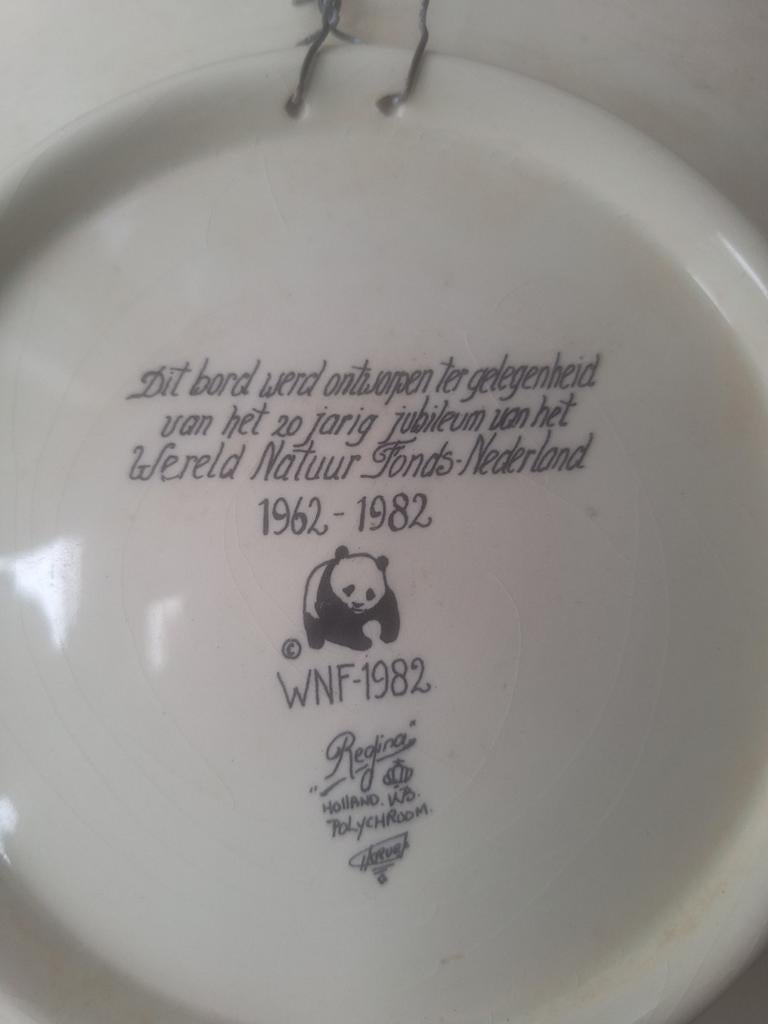 Dit bord werd ontworpen ter gelegenheid
van het 20 jarig jubileum van het
Wereld Natuur Fonds-Nederland
1962 - 1982
©
WNF-1982
"Regina"
HOLLAND. W.B.
POLYCHROOM.